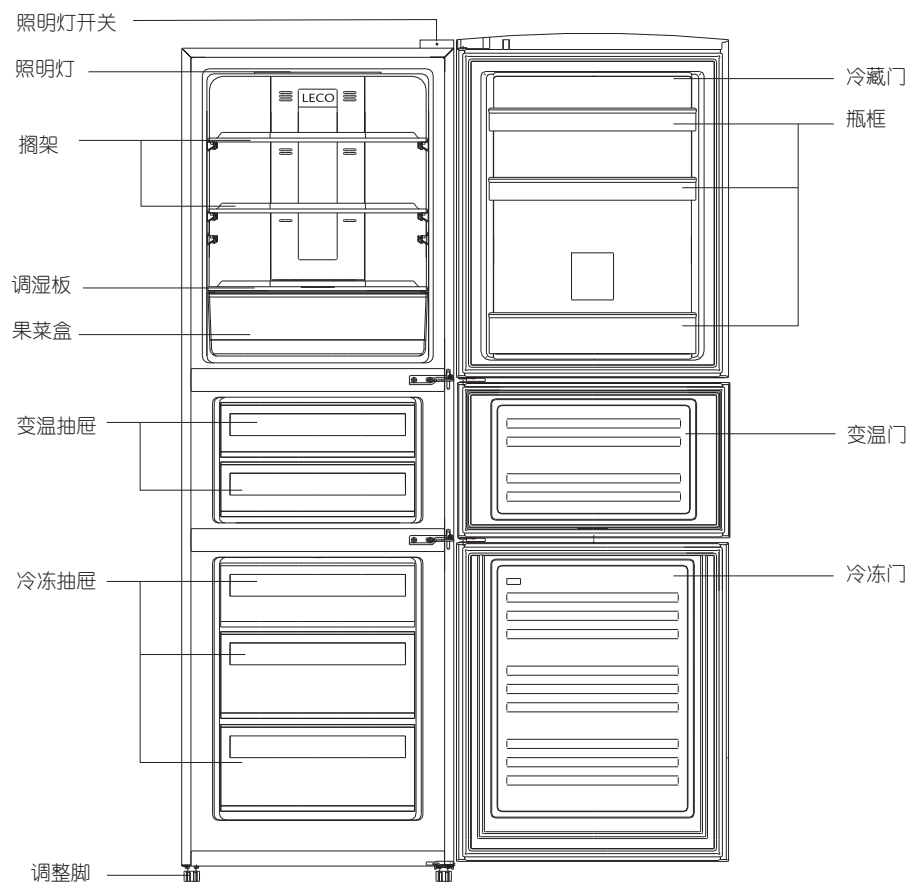 照明灯开关
照明灯
LECO
冷藏门
搁架
瓶框
调湿板
果菜盒
变温抽屉
变温门
冷冻抽屉
冷冻门
调整脚